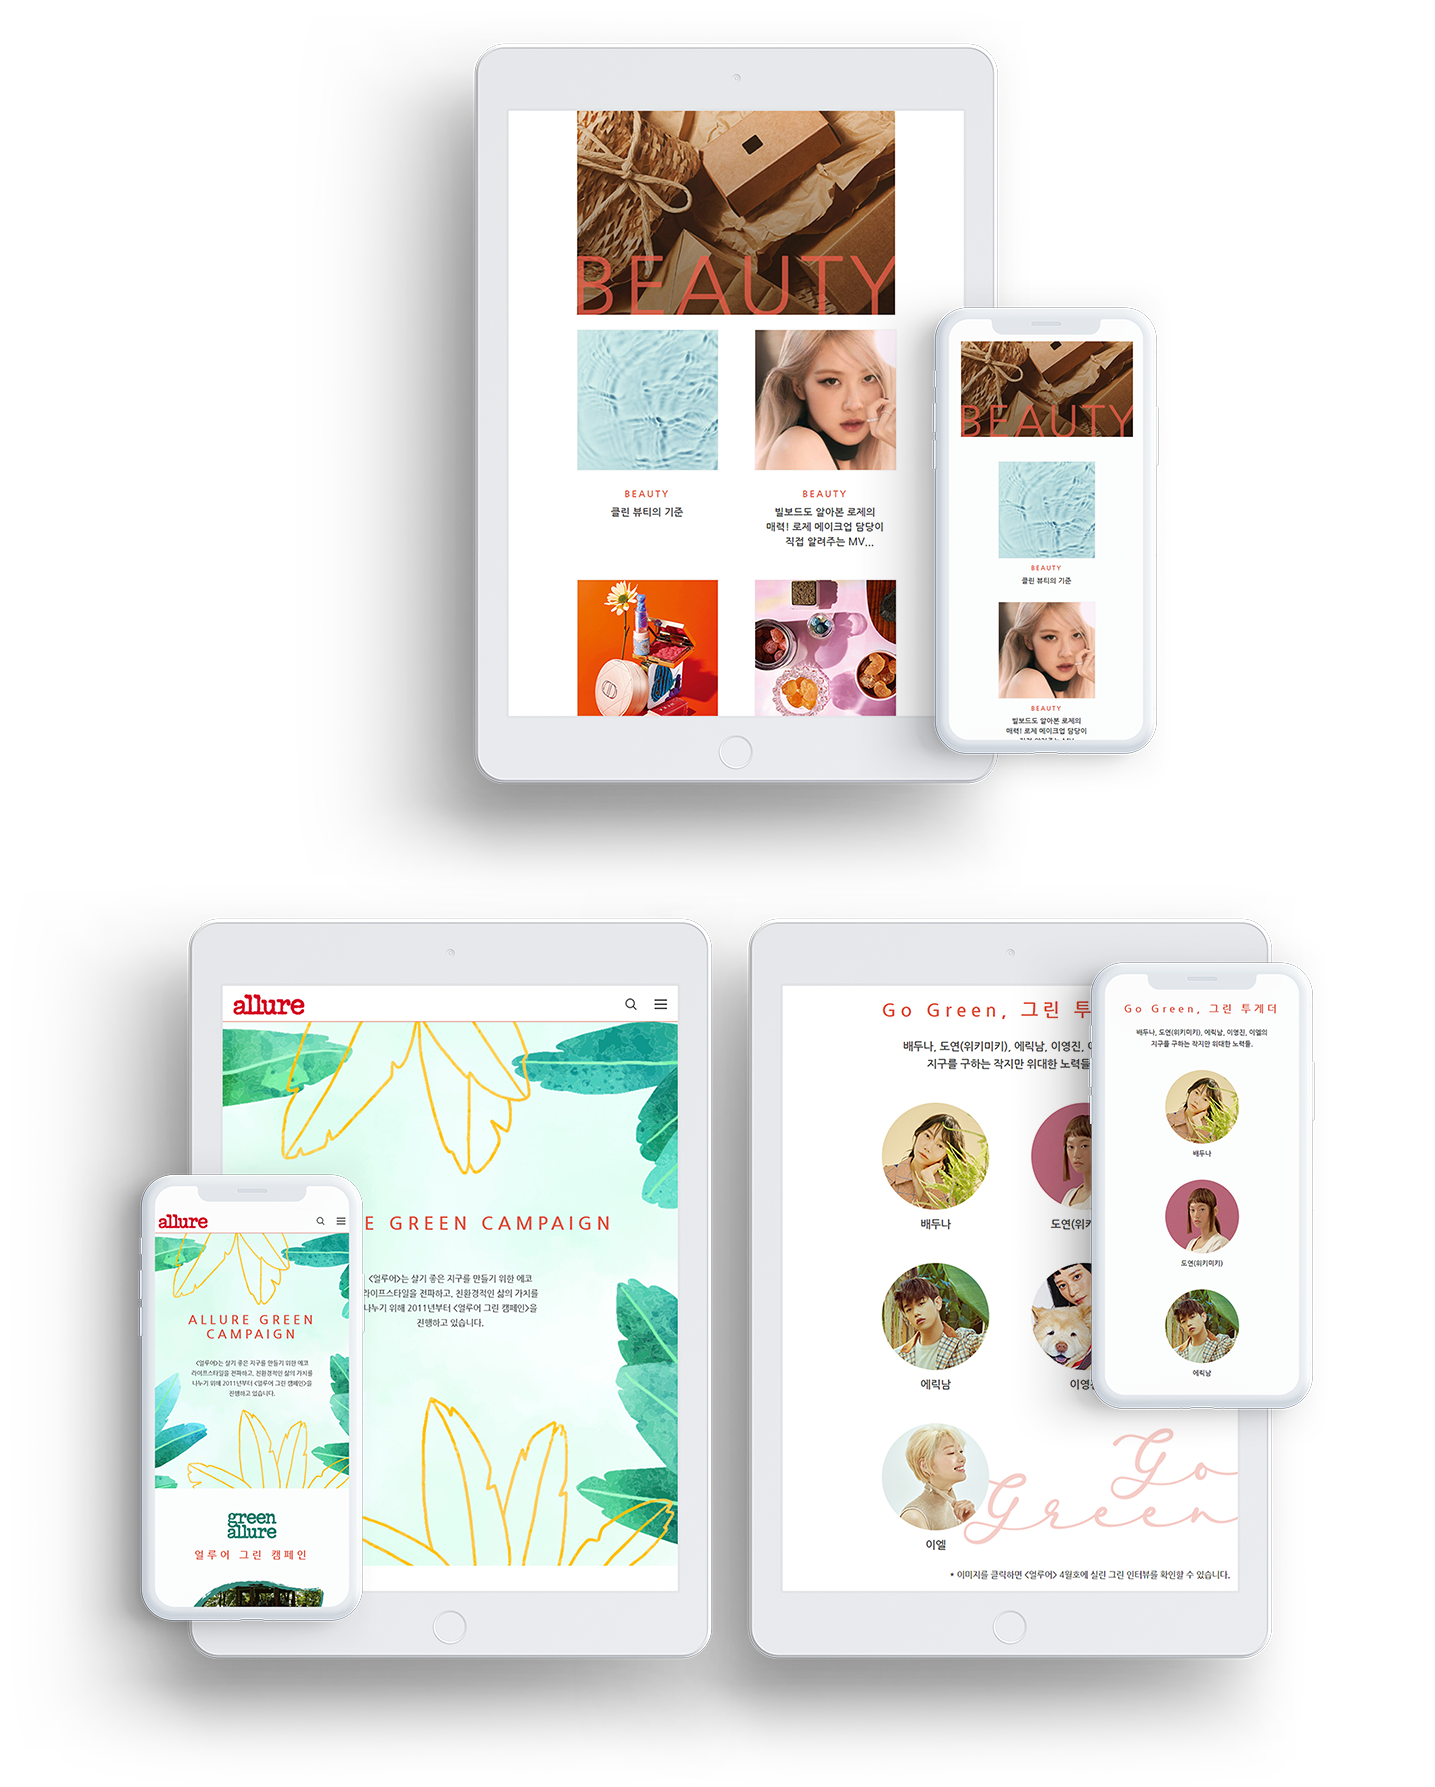 BEAUTY
BEAUTY
클린 뷰티의 기준
BEAUTY
빌보드도 알아본 로제의
매력! 로제 메이크업 담당이
직접 알려주는 MV...
BEAUTY
BEAUTY
클린 뷰티의 기준
BEAUTY
빌보드도 알아본 로제의
매력! 로제 메이크업 담당이
allure
E GREEN CAMPAIGN
<얼루어>는 살기 좋은 지구를 만들기 위한 에코
라이프스타일을 전파하고, 친환경적인 삶의 가치를
나누기 위해 2011년부터 <얼루어 그린 캠페인>을
진행하고 있습니다.
allure
ALLURE GREEN
CAMPAIGN
<얼루어>는 살기 좋은 지구를 만들기 위한 에코
라이프스타일을 전파하고, 친환경적인 삶의 가치를
나누기 위해 2011년부터 <얼루어 그린 캠페인>을
진행하고 있습니다.
green
allure
얼루어 그린 캠페인
Go Green, 그린 투
배두나, 도연(위키미키), 에릭남, 이영진,
지구를 구하는 작지만 위대한 노력들
배두나
도연(위키
에릭남
이영
이엘
Go
Green
* 이미지를 클릭하면 <얼루어> 4월호에 실린 그린 인터뷰를 확인할 수 있습니다.
Go Green, 그린 투게더
배두나, 도연(위키미키), 에릭남, 이영진, 이엘의
지구를 구하는 작지만 위대한 노력들.
배두나
도연(위키미키)
에릭남